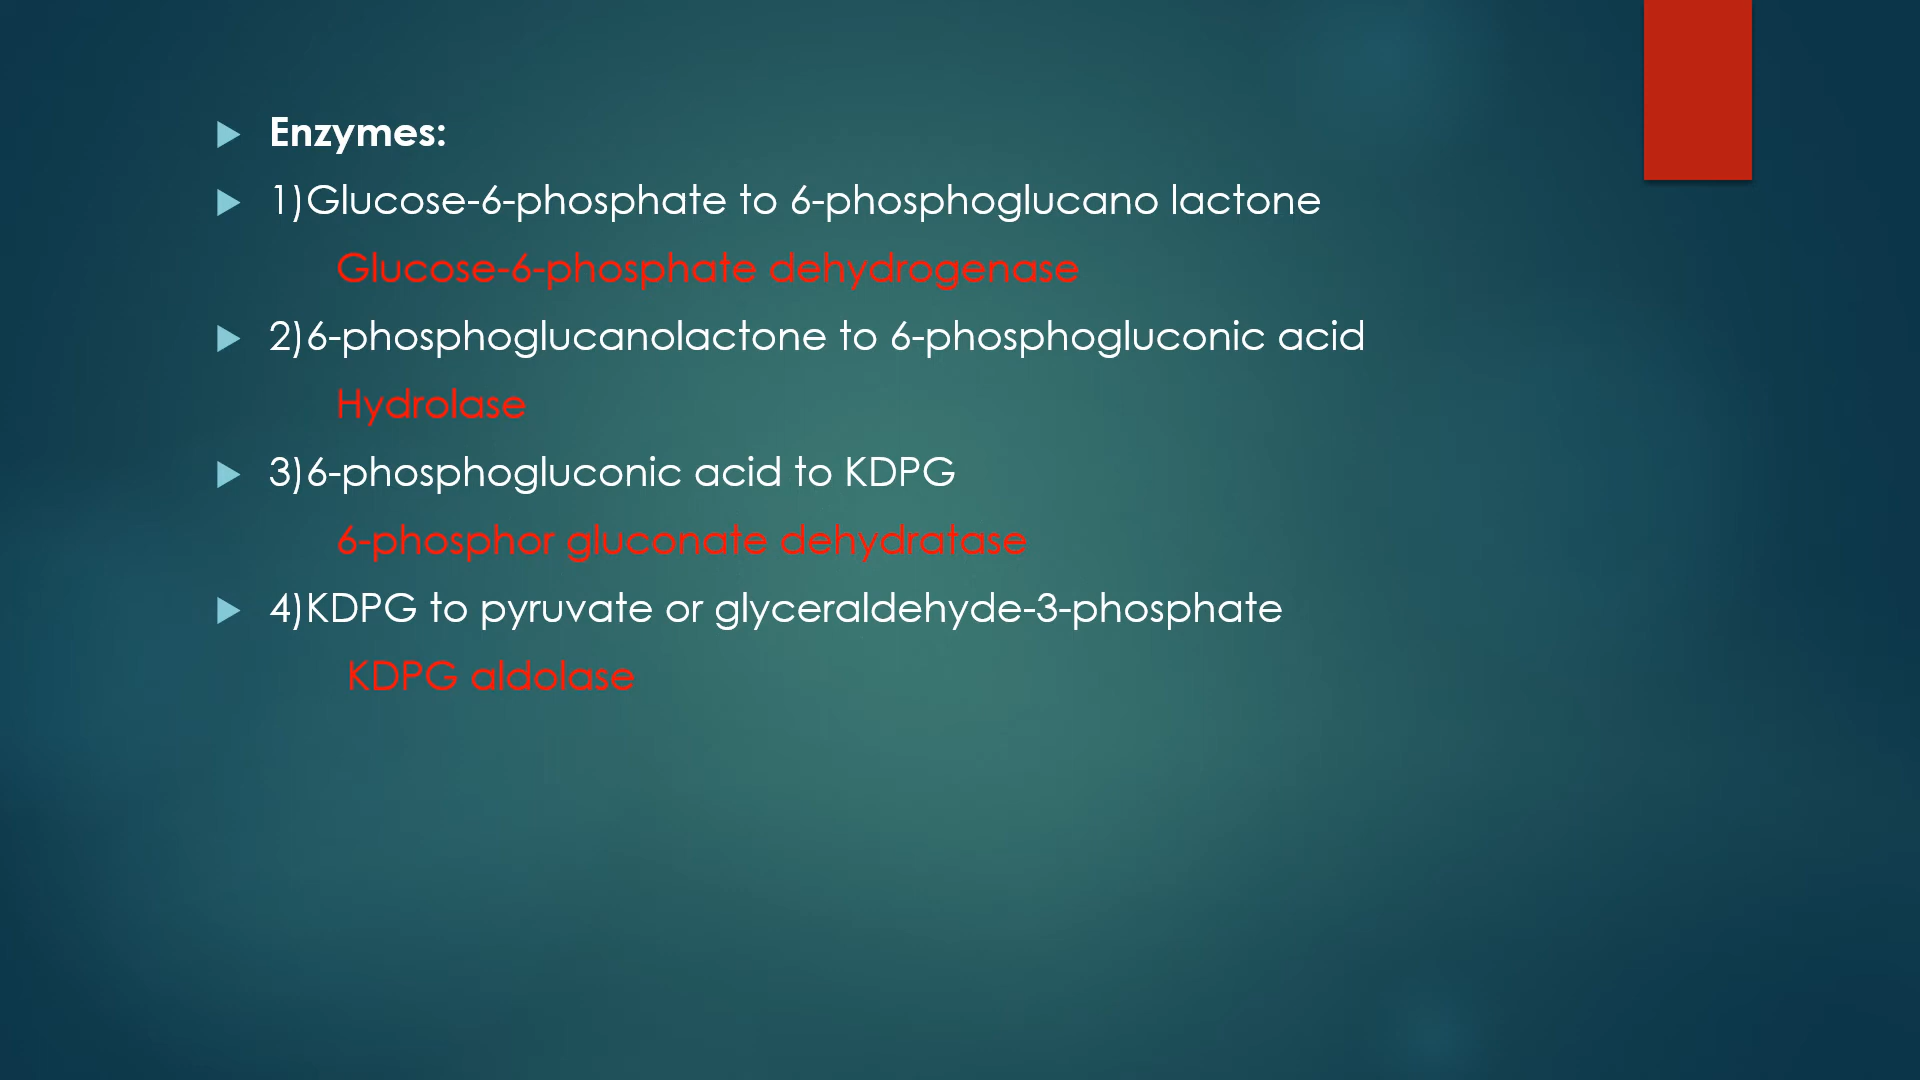 Enzymes:
1)Glucose-6-phosphate to 6-phosphoglucano lactone
Glucose-6-phosphate dehydrogenase
2)6-phosphoglucanolactone to 6-phosphogluconic acid
Hydrolase
3)6-phosphogluconic acid to KDPG
6-phosphor gluconate dehydratase
4)KDPG to pyruvate or glyceraldehyde-3-phosphate
KDPG aldolase